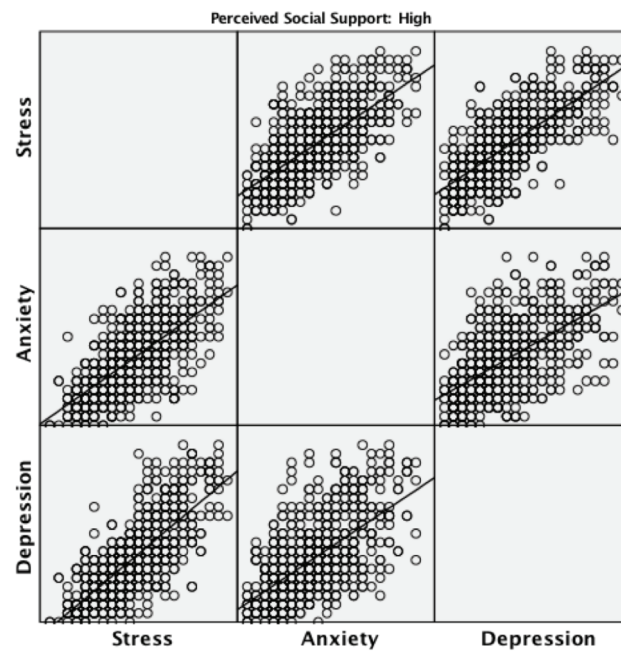 Perceived Social Support: High
Stress
Anxiety
Depression
Stress
Anxiety
Depression